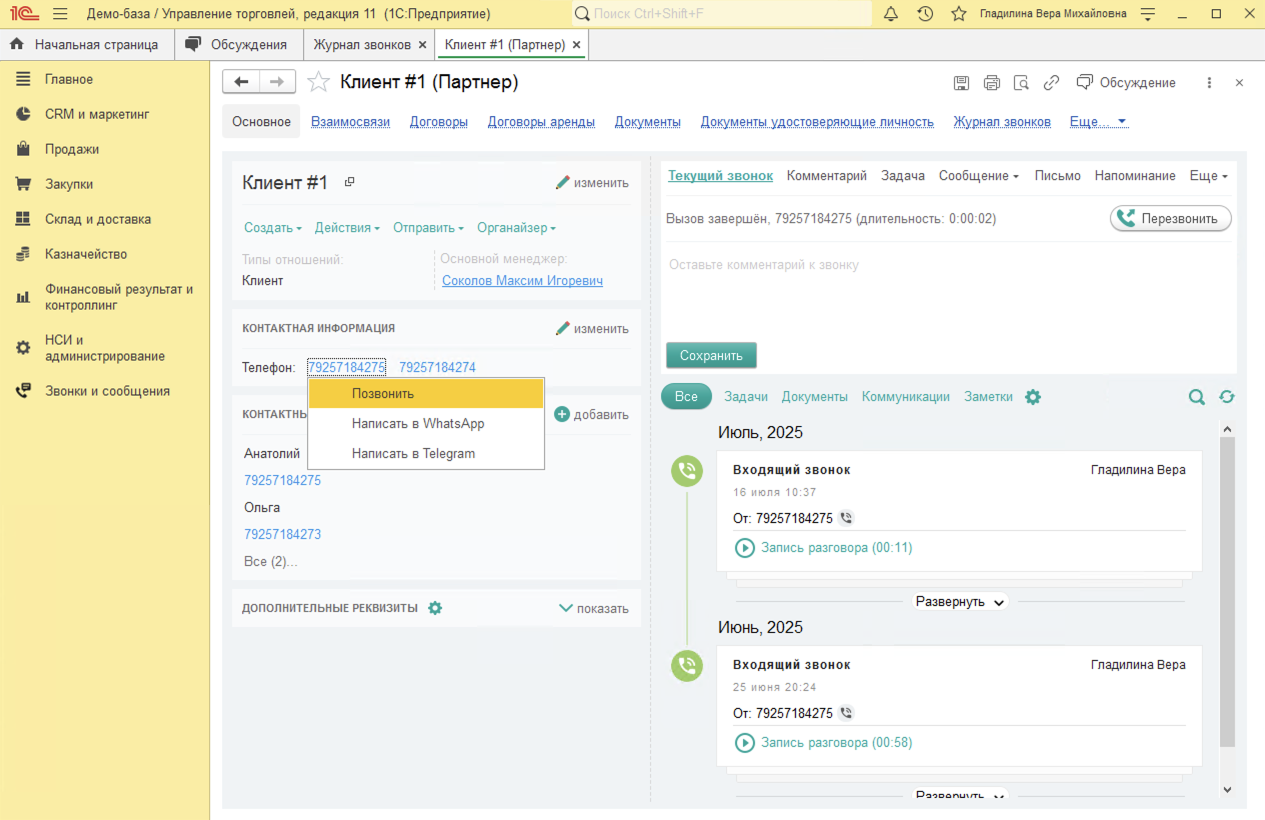 1С Демо-база / Управление торговлей, редакция 11 (1С:Предприятие) Поиск Ctrl+Shift+F Гладилина Вера Михайловна
Начальная страница Обсуждения Журнал звонков × Клиент #1 (Партнер) ×
Главное
CRM и маркетинг
Продажи
Закупки
Склад и доставка
Казначейство
Финансовый результат и
контроллинг
НСИ и
администрирование
Звонки и сообщения
Клиент #1 (Партнер) Обсуждение
Основное Взаимосвязи Договоры Договоры аренды Документы Документы удостоверяющие личность Журнал звонков Еще...
Клиент #1 изменить
Создать Действия Отправить Органайзер
Типы отношений: Основной менеджер:
Клиент Соколов Максим Игоревич
КОНТАКТНАЯ ИНФОРМАЦИЯ изменить
Телефон: 79257184275 79257184274
Позвонить
Написать в WhatsApp
Написать в Telegram
КОНТАКТНЬ добавить
Анатолий
79257184275
Ольга
79257184273
Все (2)...
ДОПОЛНИТЕЛЬНЫЕ РЕКВИЗИТЫ показать
Текущий звонок Комментарий Задача Сообщение Письмо Напоминание Еще
Вызов завершён, 79257184275 (длительность: 0:00:02) Перезвонить
Оставьте комментарий к звонку
Сохранить
Все Задачи Документы Коммуникации Заметки
Июль, 2025
Входящий звонок Гладилина Вера
16 июля 10:37
От: 79257184275
Запись разговора (00:11)
Развернуть
Июнь, 2025
Входящий звонок Гладилина Вера
25 июня 20:24
От: 79257184275
Запись разговора (00:58)
Развернуть